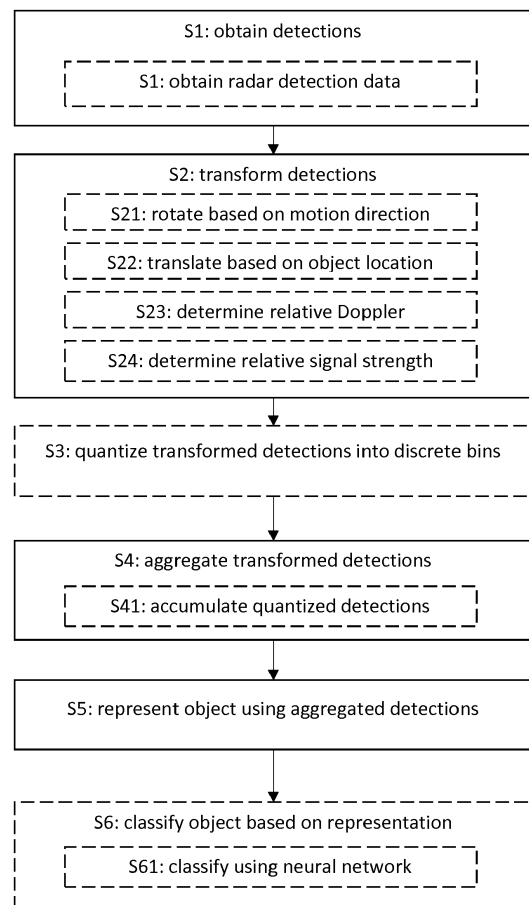 S1: obtain detections
S1: obtain radar detection data
S2: transform detections
S21: rotate based on motion direction
S22: translate based on object location
S23: determine relative Doppler
S24: determine relative signal strength
S3: quantize transformed detections into discrete bins
S4: aggregate transformed detections
S41: accumulate quantized detections
S5: represent object using aggregated detections
S6: classify object based on representation
S61: classify using neural network